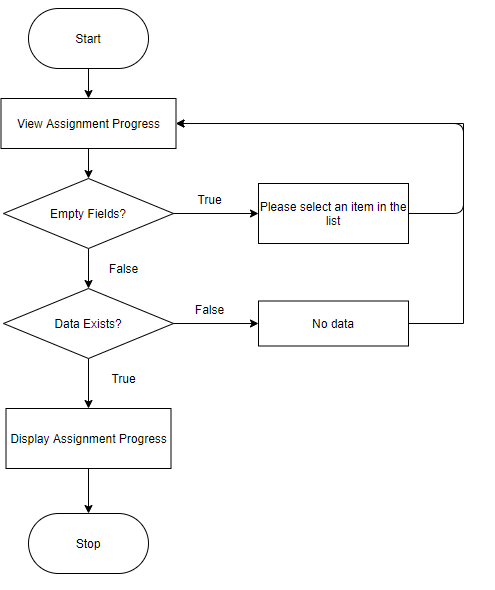 Start
View Assignment Progress
Empty Fields?
True
Please select an item in the
list
False
Data Exists?
False
No data
True
Display Assignment Progress
Stop